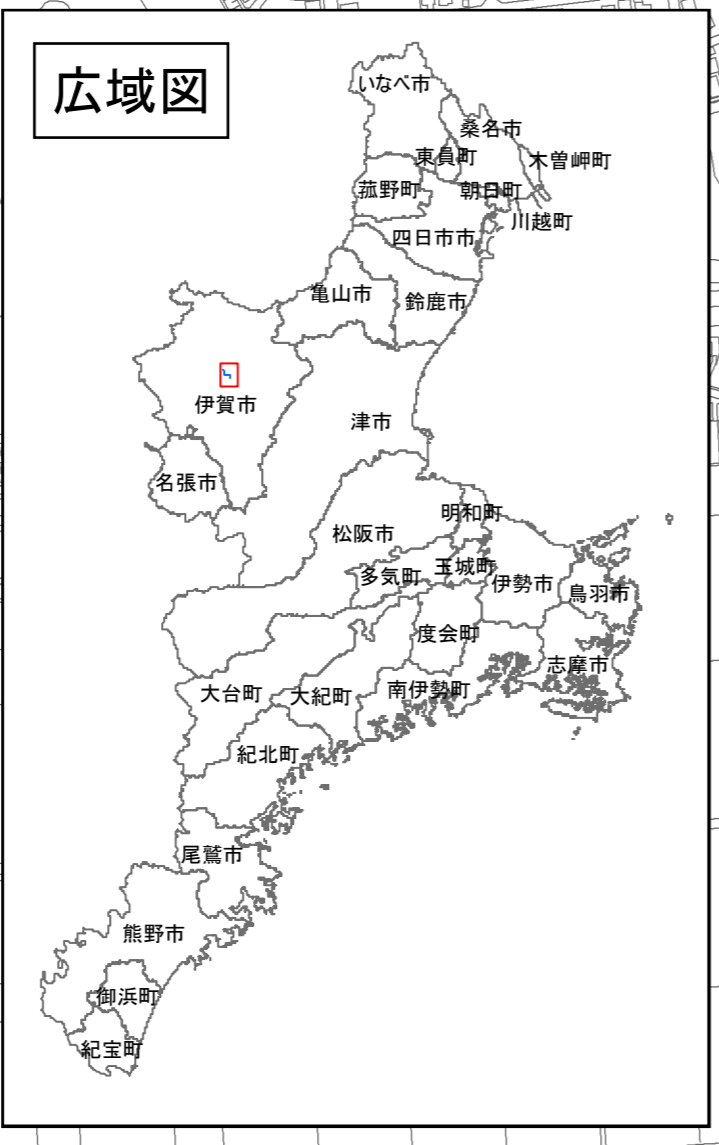 広域図
いなべ市
桑名市
東員町
木曽岬町
菰野町
朝日町
川越町
四日市市
亀山市
鈴鹿市
伊賀市
津市
名張市
明和町
松阪市
玉城町
多気町
伊勢市
鳥羽市
度会町
志摩市
大台町
大紀町
南伊勢町
紀北町
尾鷲市
熊野市
御浜町
紀宝町